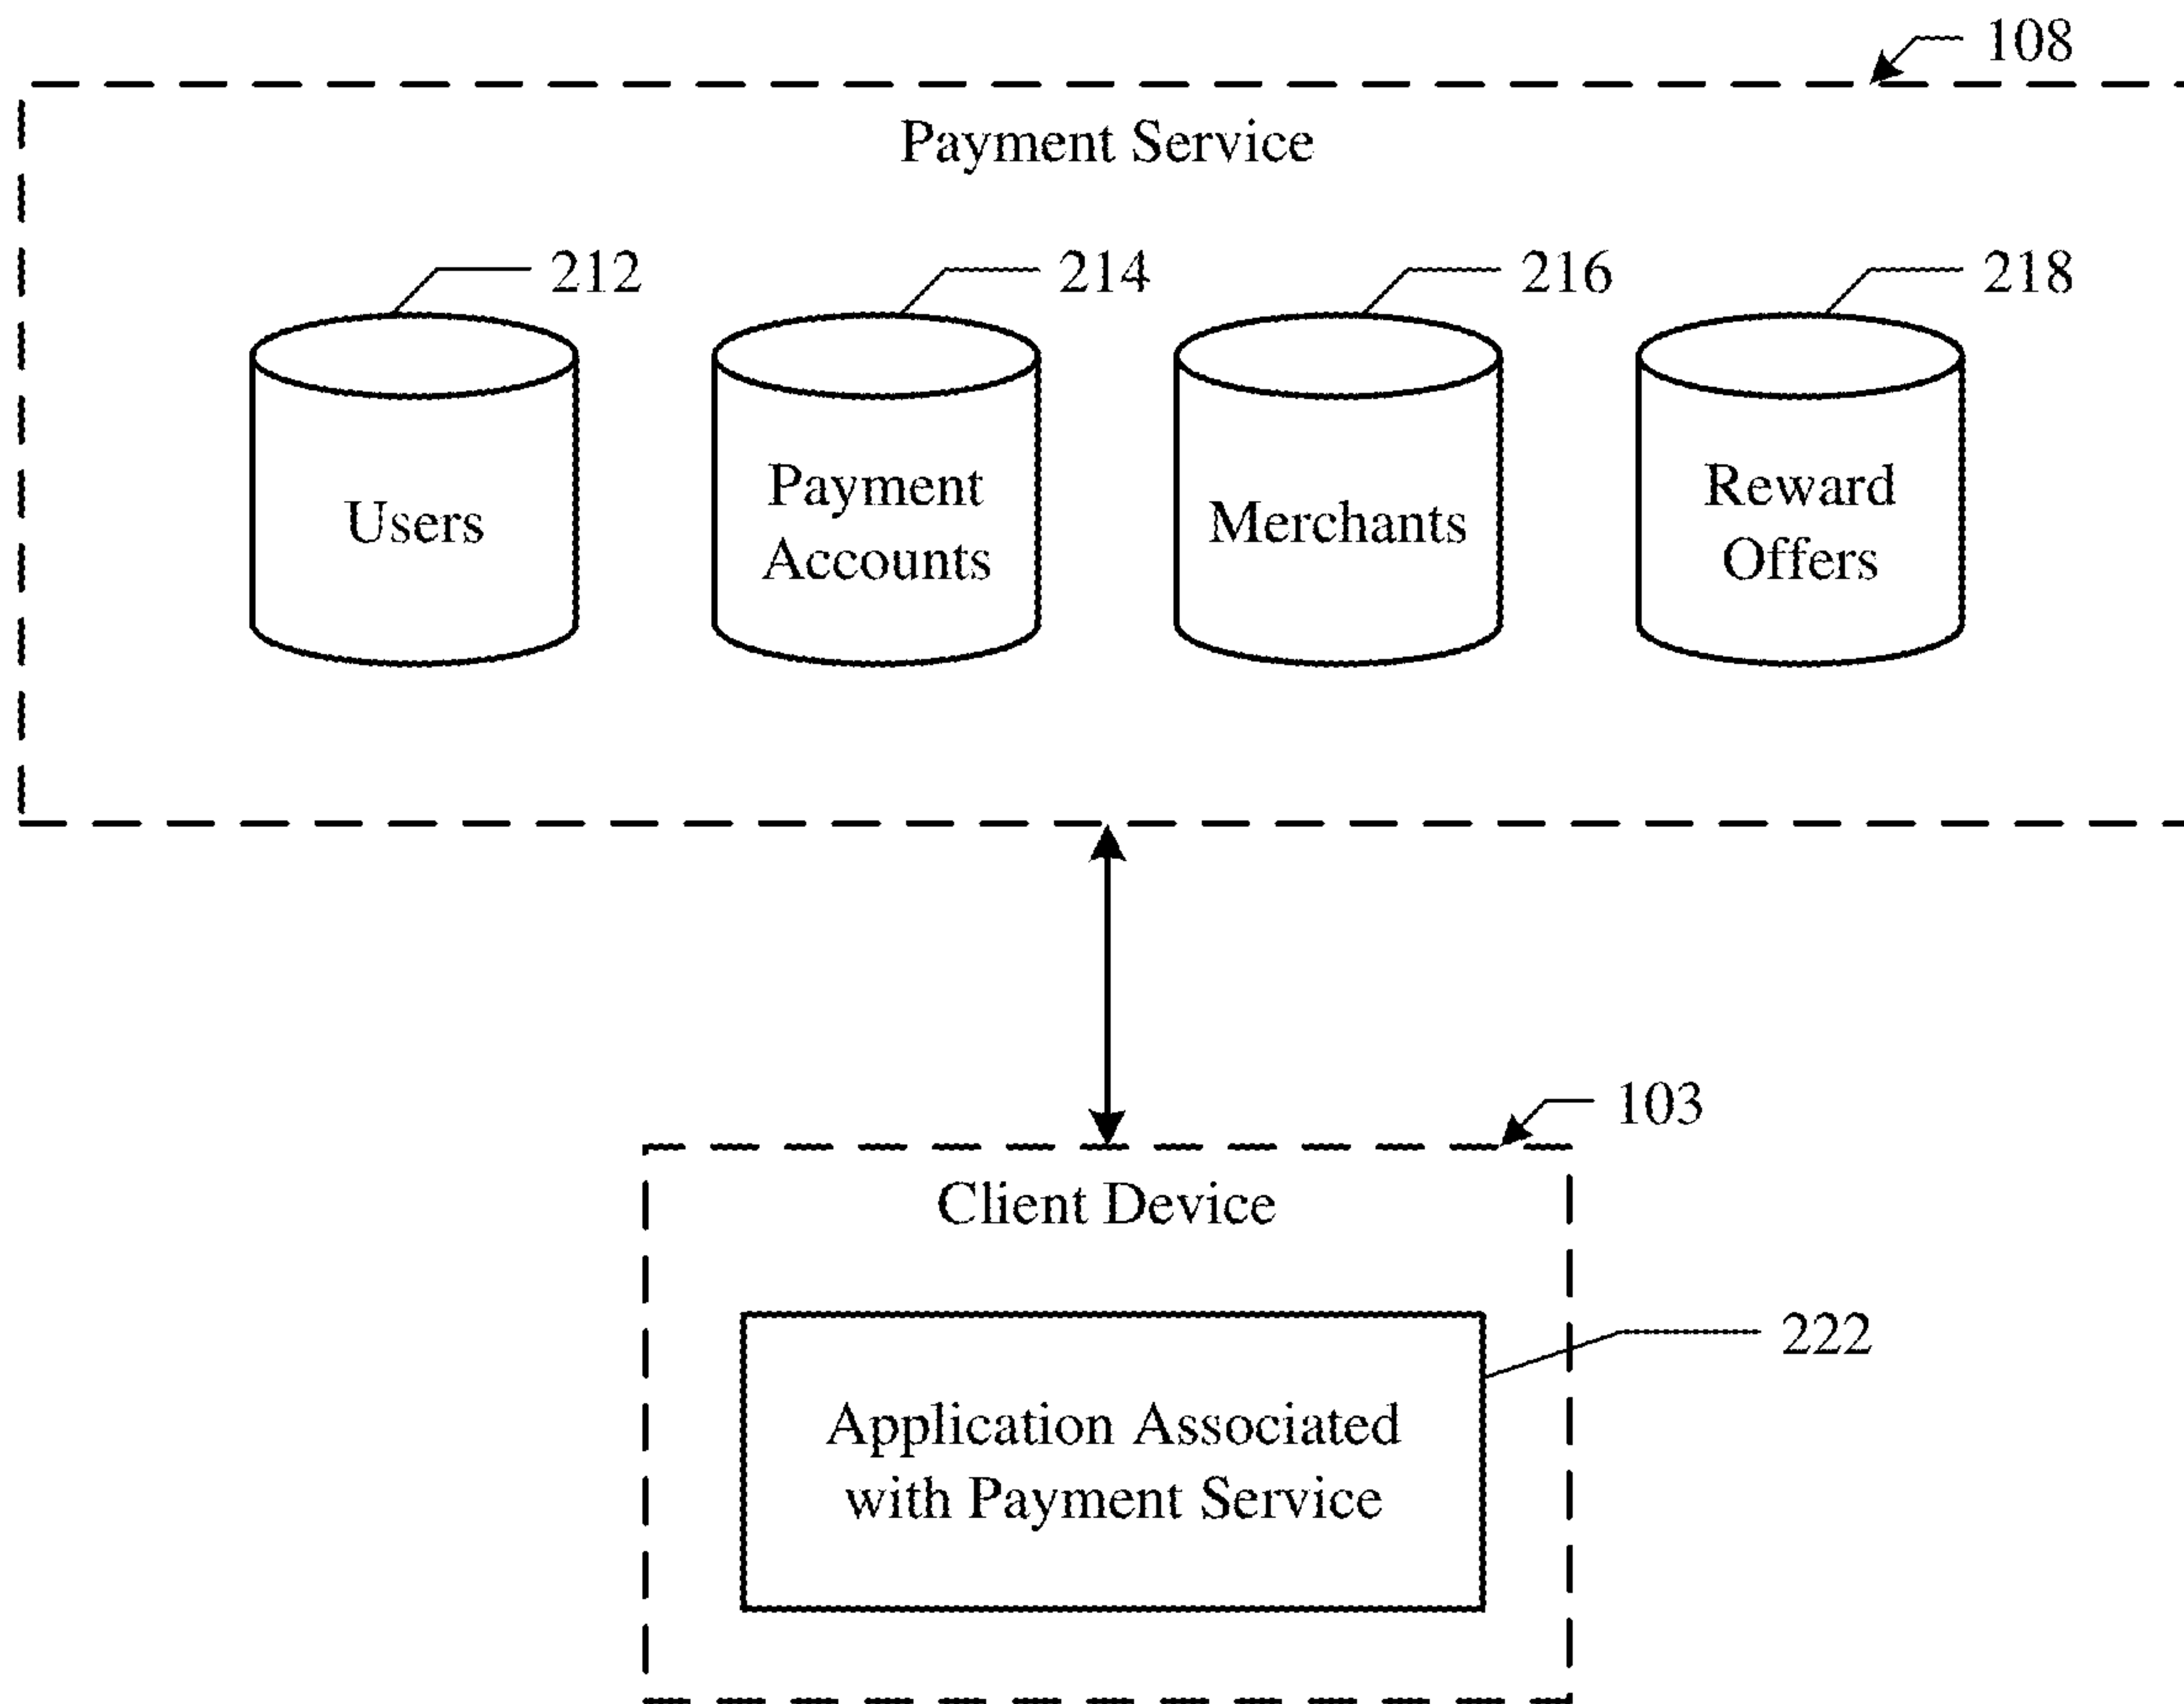 108
Payment Service
212
214
216
218
Users
Payment
Accounts
Merchants
Reward
Offers
103
Client Device
222
Application Associated
with Payment Service